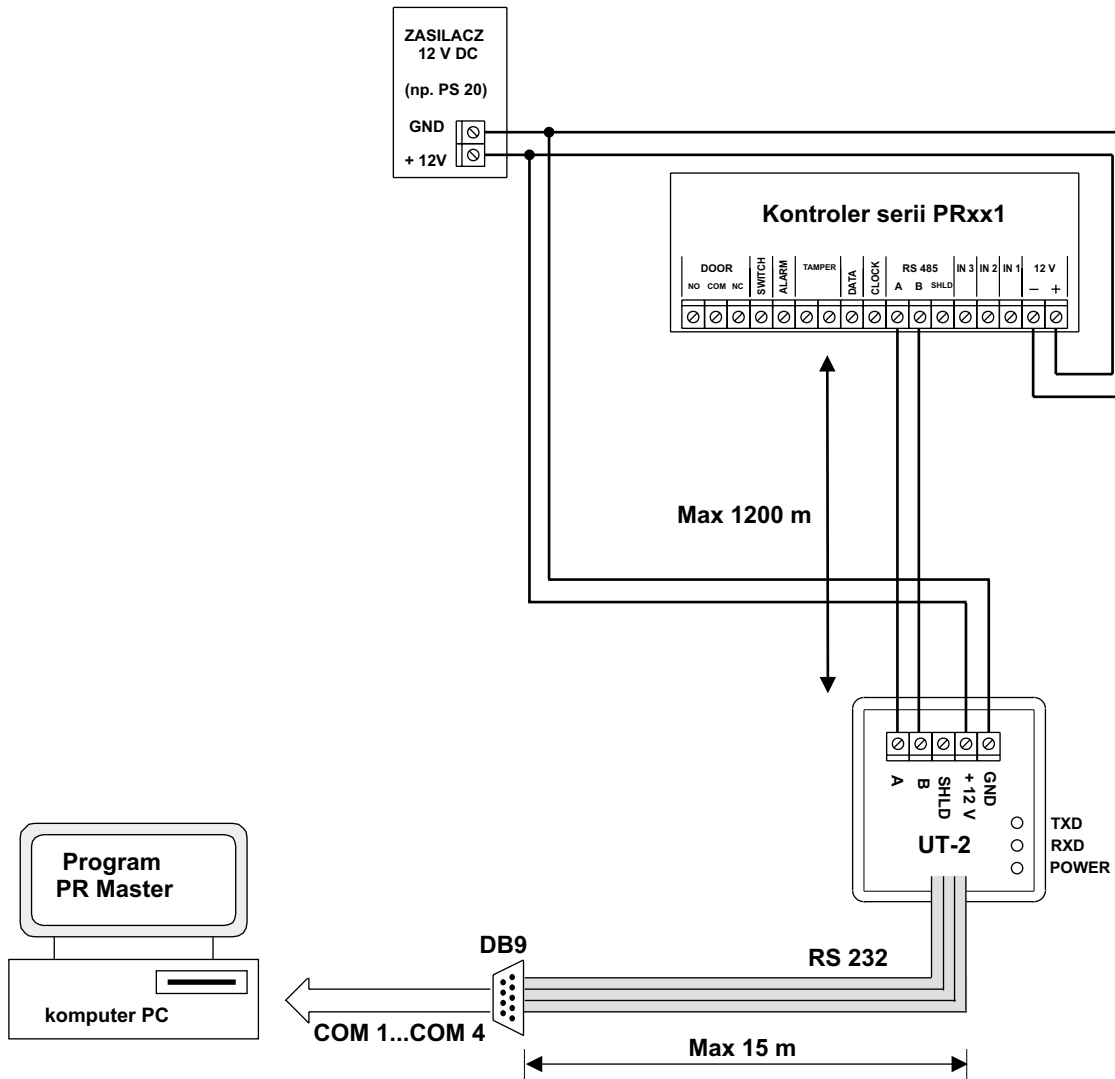 ZASILACZ
12 V DC
(np. PS 20)
GND
+ 12V
Kontroler serii PRxx1
DOOR
SWITCH
ALARM
TAMPER
DATA
CLOCK
RS 485
IN 3
IN 2
IN 1
12 V
NO COM NC
A B SHLD
− +
Max 1200 m
A
B
SHLD
+ 12 V
GND
UT-2
TXD
RXD
POWER
Program
PR Master
komputer PC
DB9
RS 232
COM 1...COM 4
Max 15 m